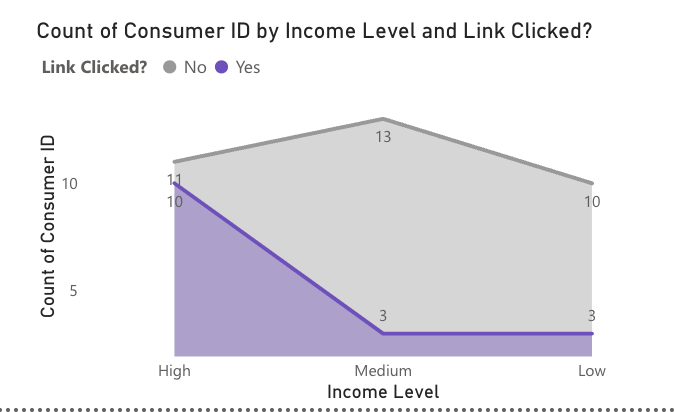 Count of Consumer ID by Income Level and Link Clicked?
Link Clicked? No Yes
Count of Consumer ID
10
5
11
10
13
3
10
3
High Medium Low
Income Level